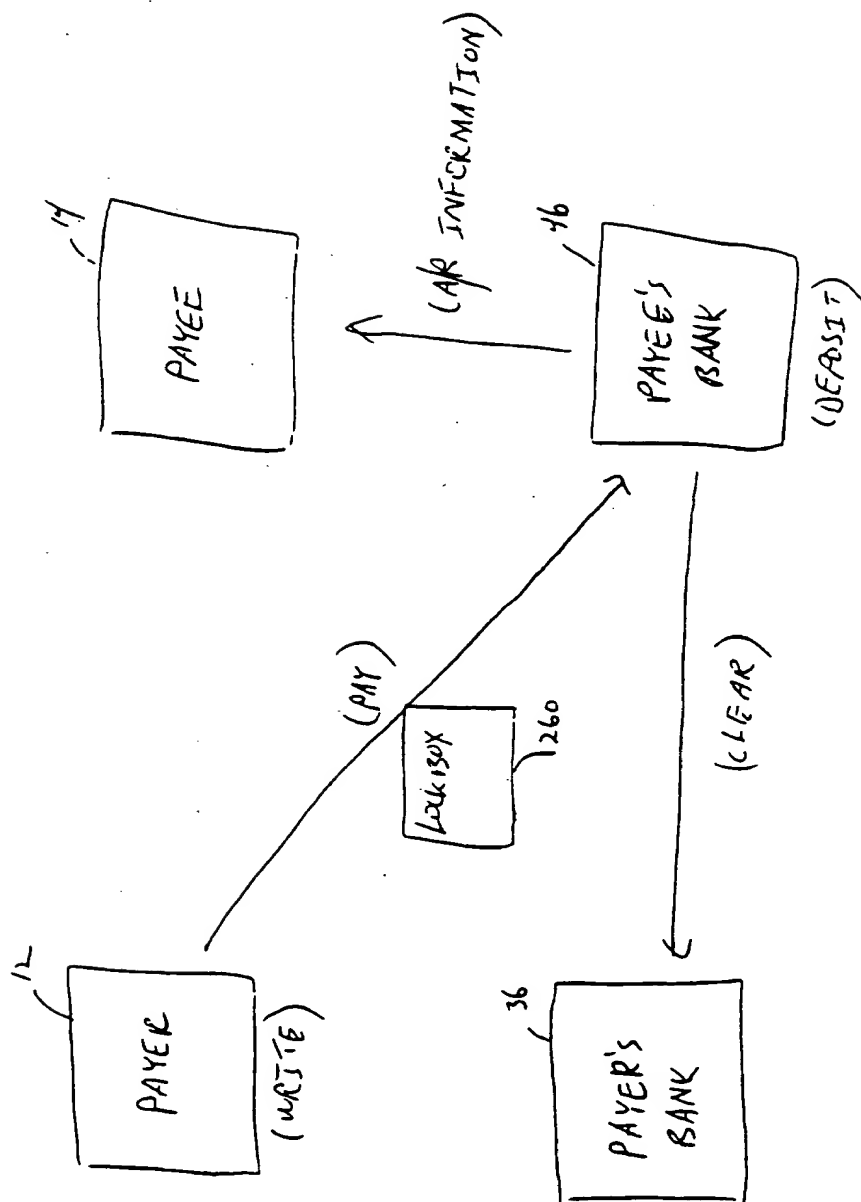 12
PAYER
(WRITE)
14
PAYEE
(PAY)
LOCKBOX
260
(A/R INFORMATION)
36
PAYER'S
BANK
(CLEAR)
46
PAYEE'S
BANK
(DEPOSIT)